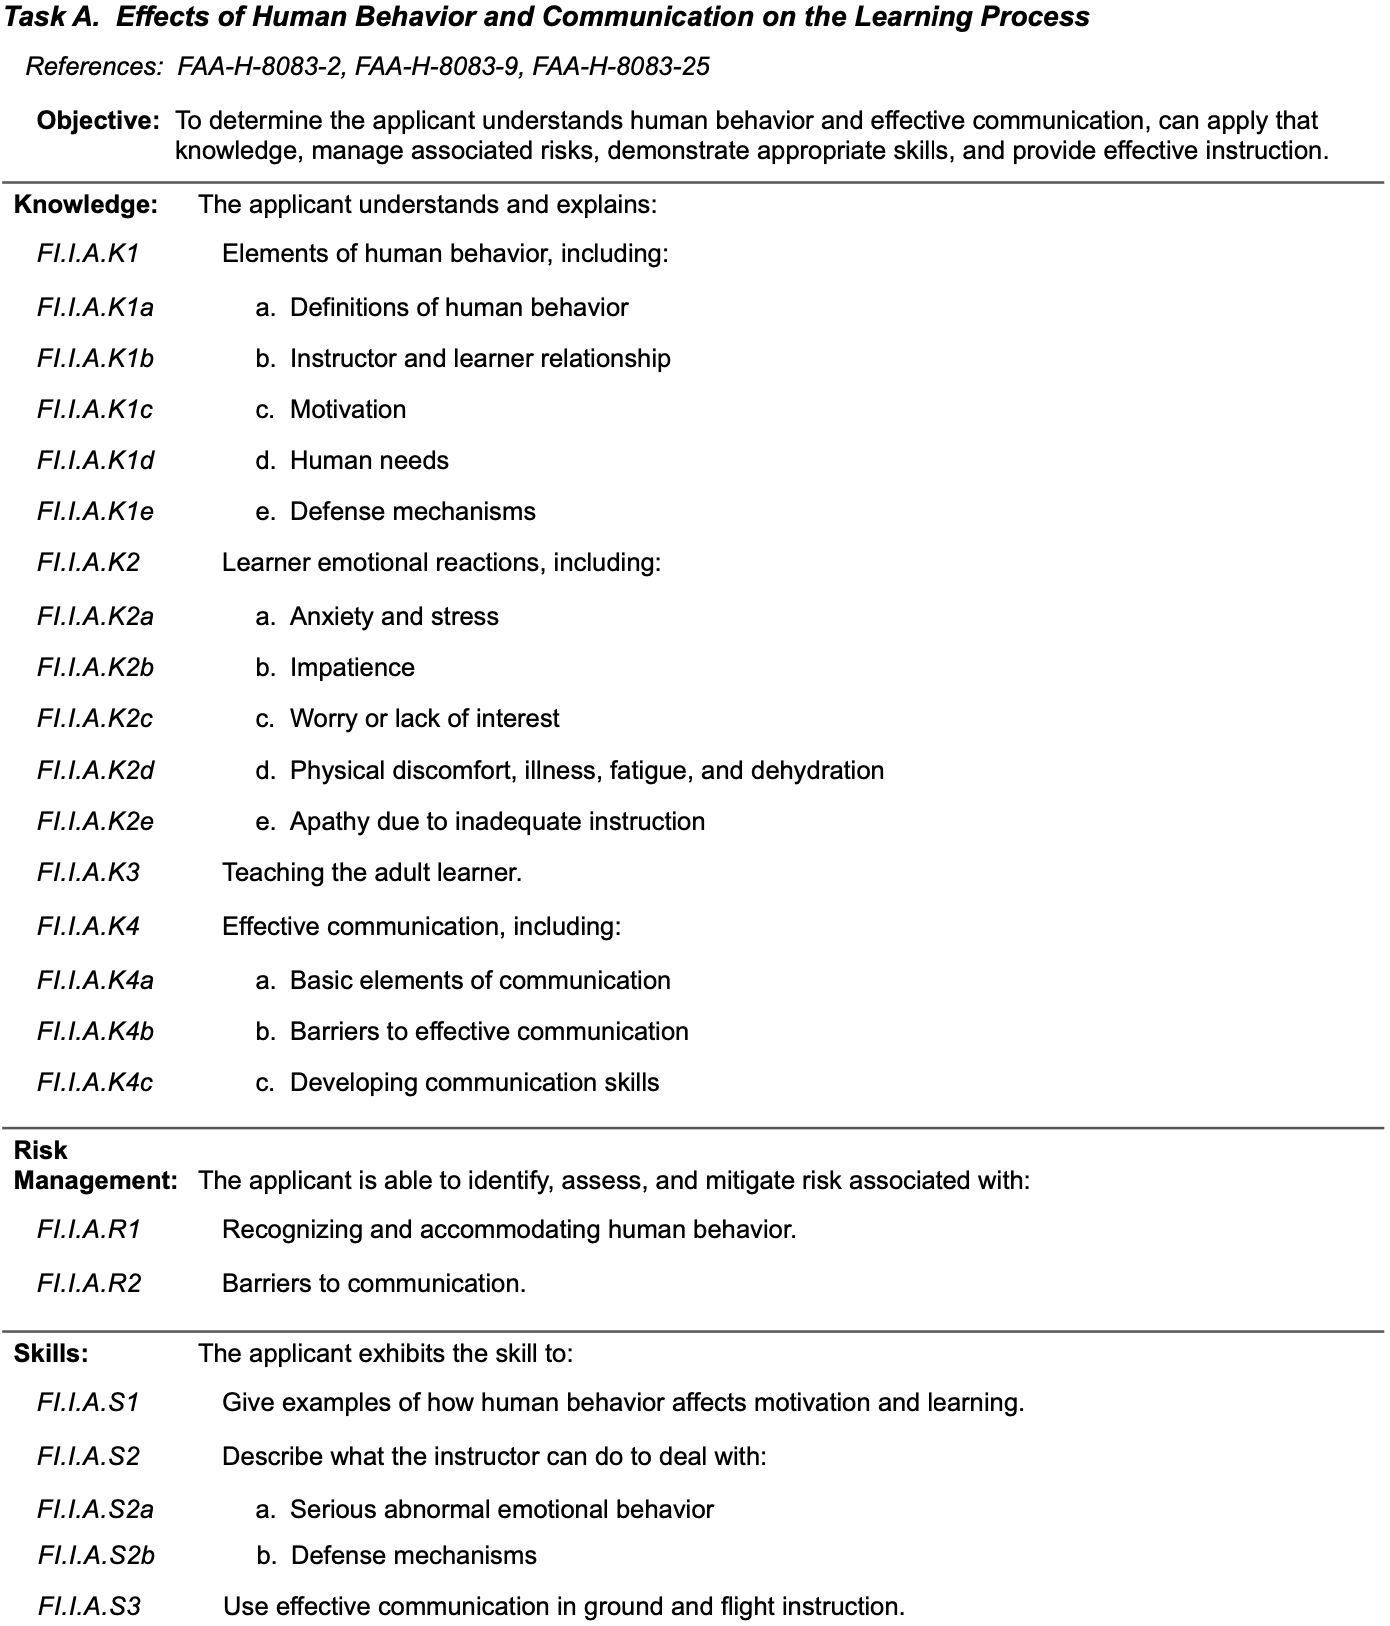 Task A. Effects of Human Behavior and Communication on the Learning Process
References: FAA-H-8083-2, FAA-H-8083-9, FAA-H-8083-25
Objective: To determine the applicant understands human behavior and effective communication, can apply that
knowledge, manage associated risks, demonstrate appropriate skills, and provide effective instruction.
Knowledge: The applicant understands and explains:
FI.I.A.K1 Elements of human behavior, including:
FI.I.A.K1a a. Definitions of human behavior
FI.I.A.K1b b. Instructor and learner relationship
FI.I.A.K1c c. Motivation
FI.I.A.K1d d. Human needs
FI.I.A.K1e e. Defense mechanisms
FI.I.A.K2 Learner emotional reactions, including:
FI.I.A.K2a a. Anxiety and stress
FI.I.A.K2b b. Impatience
FI.I.A.K2c c. Worry or lack of interest
FI.I.A.K2d d. Physical discomfort, illness, fatigue, and dehydration
FI.I.A.K2e e. Apathy due to inadequate instruction
FI.I.A.K3 Teaching the adult learner.
FI.I.A.K4 Effective communication, including:
FI.I.A.K4a a. Basic elements of communication
FI.I.A.K4b b. Barriers to effective communication
FI.I.A.K4c c. Developing communication skills
Risk
Management: The applicant is able to identify, assess, and mitigate risk associated with:
FI.I.A.R1 Recognizing and accommodating human behavior.
FI.I.A.R2 Barriers to communication.
Skills: The applicant exhibits the skill to:
FI.I.A.S1 Give examples of how human behavior affects motivation and learning.
FI.I.A.S2 Describe what the instructor can do to deal with:
FI.I.A.S2a a. Serious abnormal emotional behavior
FI.I.A.S2b b. Defense mechanisms
FI.I.A.S3 Use effective communication in ground and flight instruction.